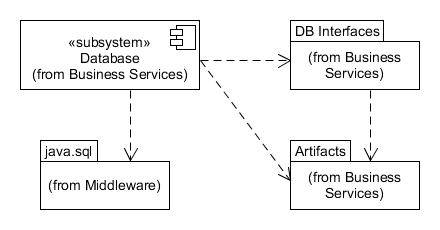 «subsystem»
Database
(from Business Services)
DB Interfaces
(from Business
Services)
java.sql
(from Middleware)
Artifacts
(from Business
Services)